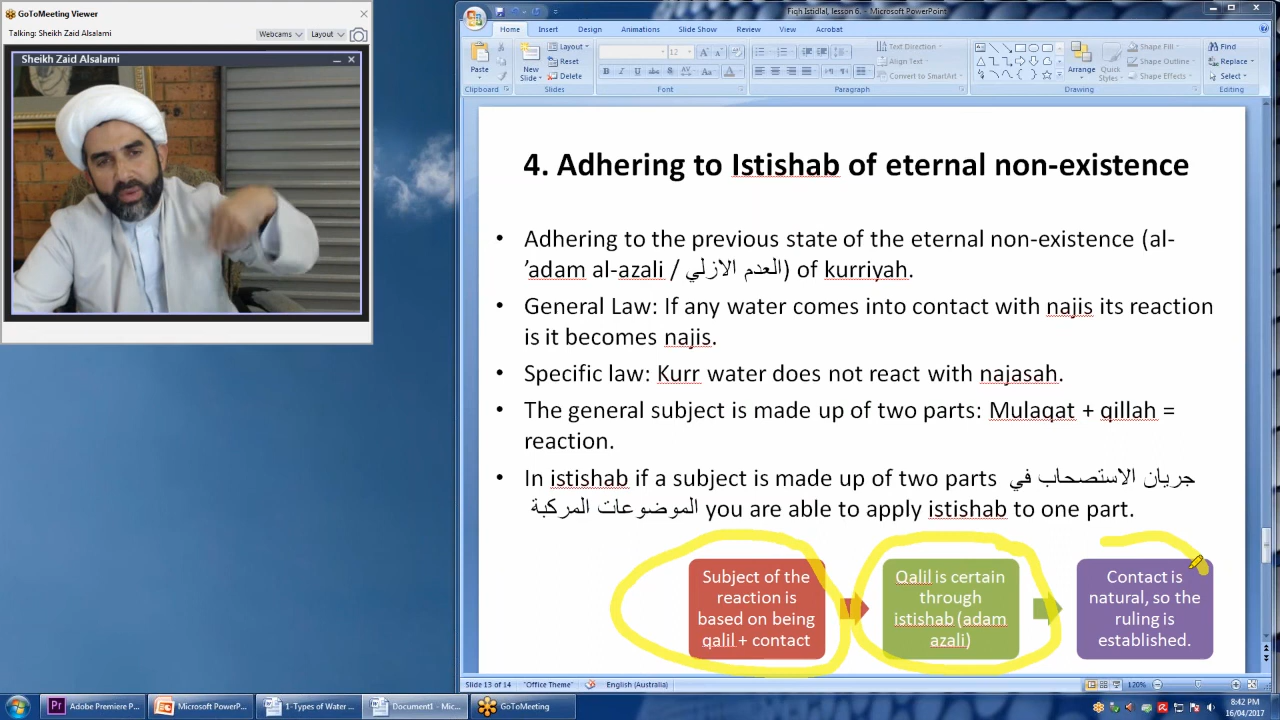 GoToMeeting Viewer
Talking: Sheikh Zaid Alsalami
Webcams
Layout
Sheikh Zaid Alsalami
Fiqh Istidlal, lesson 6. - Microsoft PowerPoint
Home Insert Design Animations Slide Show Review View Acrobat
Paste
New
Slide
Layout
Reset
Delete
12
Text Direction
Align Text
Convert to SmartArt
Arrange
Quick
Styles
Shape Fill
Shape Outline
Shape Effects
Find
Replace
Select
Clipboard Slides Font Paragraph Drawing Editing
4. Adhering to Istishab of eternal non-existence
• Adhering to the previous state of the eternal non-existence (al-
'adam al-azali / العدم الازلي) of kurriyah.
• General Law: If any water comes into contact with najis its reaction
is it becomes najis.
• Specific law: Kurr water does not react with najasah.
• The general subject is made up of two parts: Mulaqat + qillah =
reaction.
• In istishab if a subject is made up of two parts جريان الاستصحاب في
الموضوعات المركبة you are able to apply istishab to one part.
Subject of the
reaction is
based on being
qalil + contact
Qalil is certain
through
istishab (adam
azali)
Contact is
natural, so the
ruling is
established.
Slide 13 of 14 "Office Theme" English (Australia) 120%
Adobe Premiere P... Microsoft PowerP... 1-Types of Water ... Document1 - Mic... GoToMeeting
8:42 PM
16/04/2017